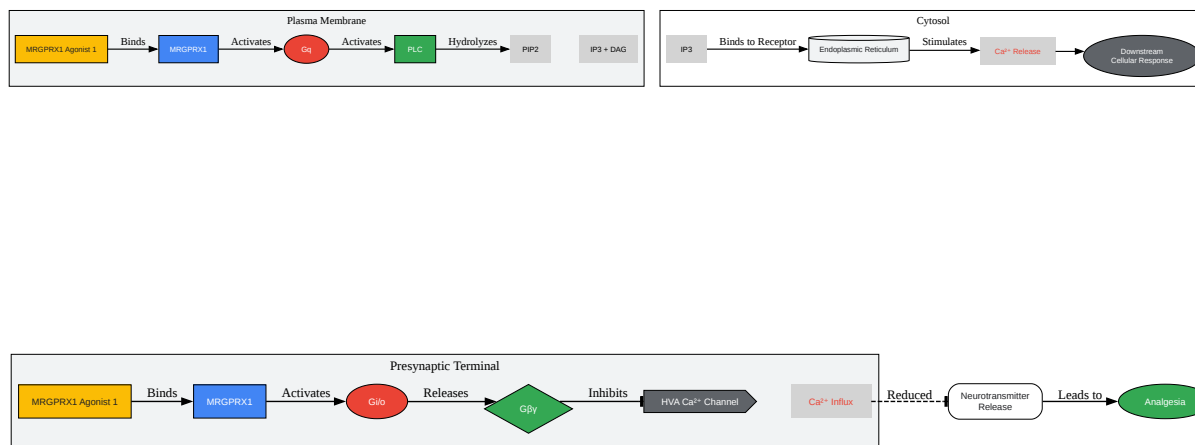 Plasma Membrane
MRGPRX1 Agonist 1
Binds
MRGPRX1
Activates
Gq
Activates
PLC
Hydrolyzes
PIP2
IP3 + DAG
Cytosol
IP3
Binds to Receptor
Endoplasmic Reticulum
Stimulates
Ca²⁺ Release
Downstream
Cellular Response
Presynaptic Terminal
MRGPRX1 Agonist 1
Binds
MRGPRX1
Activates
Gi/o
Releases
Gβγ
Inhibits
HVA Ca²⁺ Channel
Ca²⁺ Influx
Reduced
Neurotransmitter
Release
Leads to
Analgesia